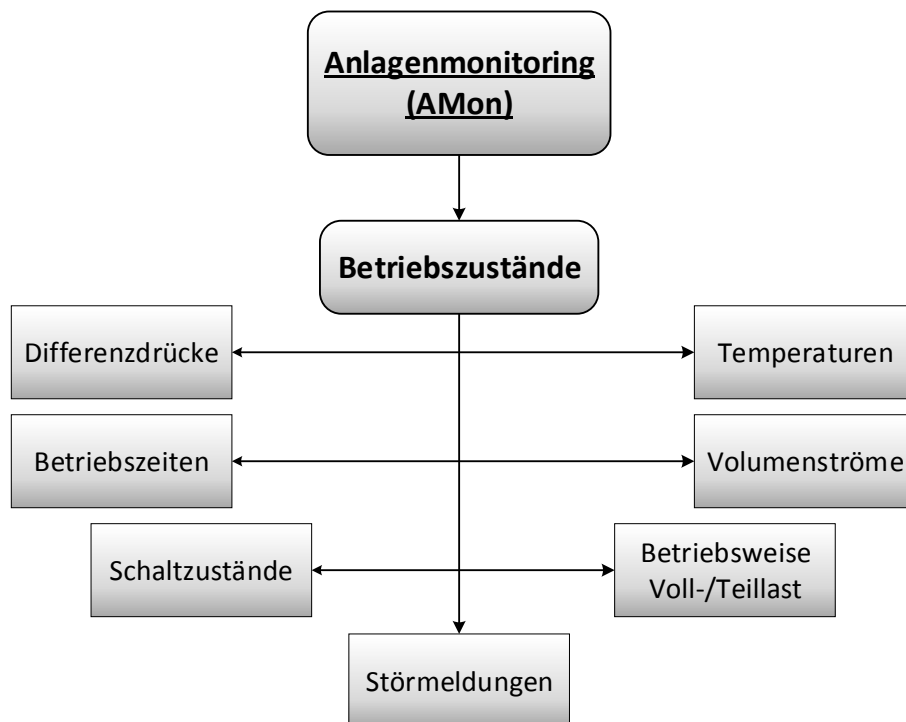 Anlagenmonitoring
(AMon)
Betriebszustände
Differenzdrücke
Temperaturen
Betriebszeiten
Volumenströme
Schaltzustände
Betriebsweise
Voll-/Teillast
Störmeldungen